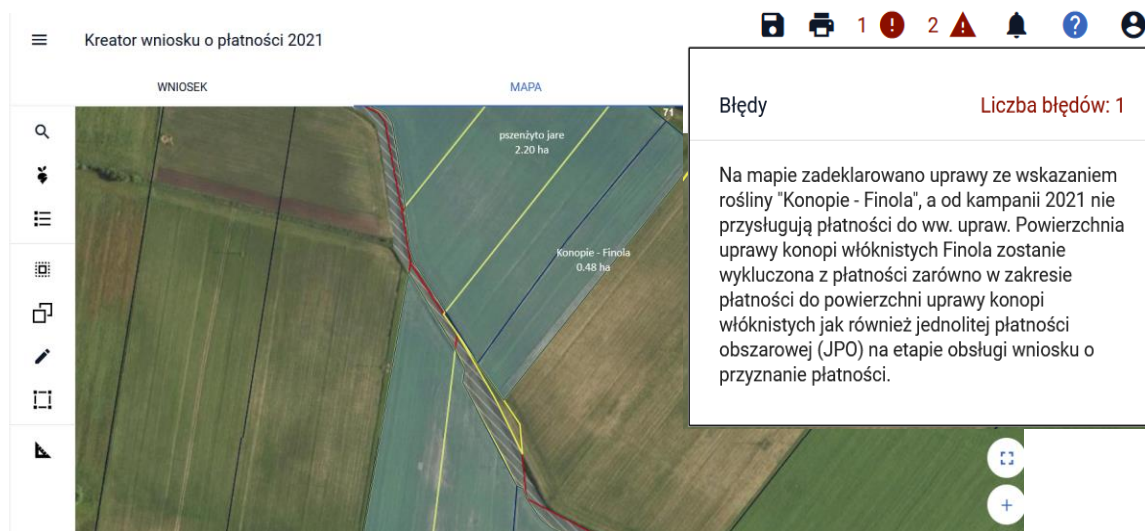 Kreator wniosku o płatności 2021
1
2
WNIOSEK
MAPA
71
pszenżyto jare
2.20 ha
Konopie - Finola
0.48 ha
Błędy
Liczba błędów: 1
Na mapie zadeklarowano uprawy ze wskazaniem
rośliny "Konopie - Finola", a od kampanii 2021 nie
przysługują płatności do ww. upraw. Powierzchnia
uprawy konopi włóknistych Finola zostanie
wykluczona z płatności zarówno w zakresie
płatności do powierzchni uprawy konopi
włóknistych jak również jednolitej płatności
obszarowej (JPO) na etapie obsługi wniosku o
przyznanie płatności.